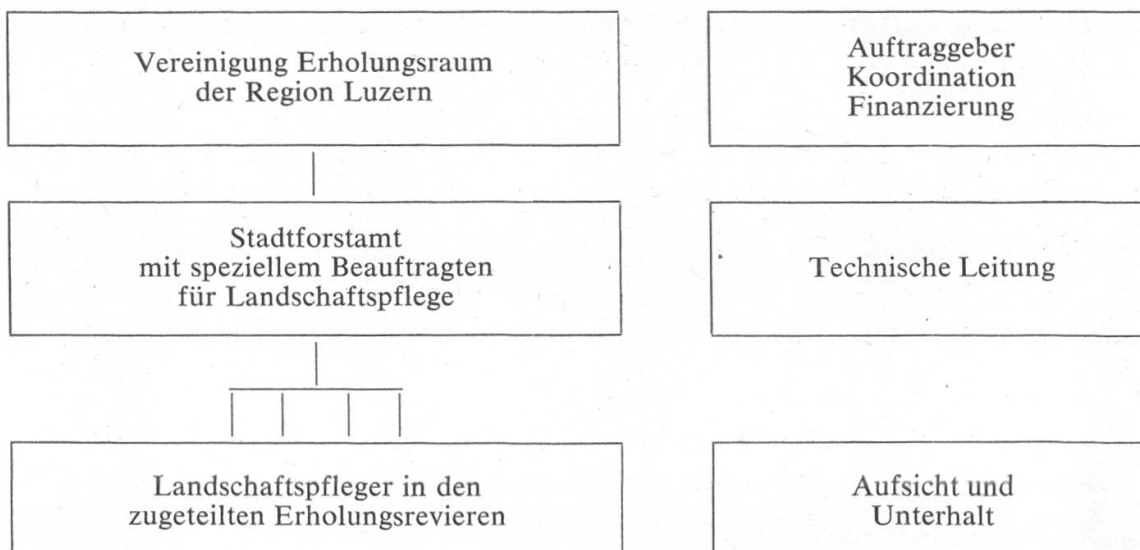 Vereinigung Erholungsraum
der Region Luzern
Auftraggeber
Koordination
Finanzierung
Stadtforstamt
mit speziellem Beauftragten
für Landschaftspflege
Technische Leitung
Landschaftspfleger in den
zugeteilten Erholungsrevieren
Aufsicht und
Unterhalt